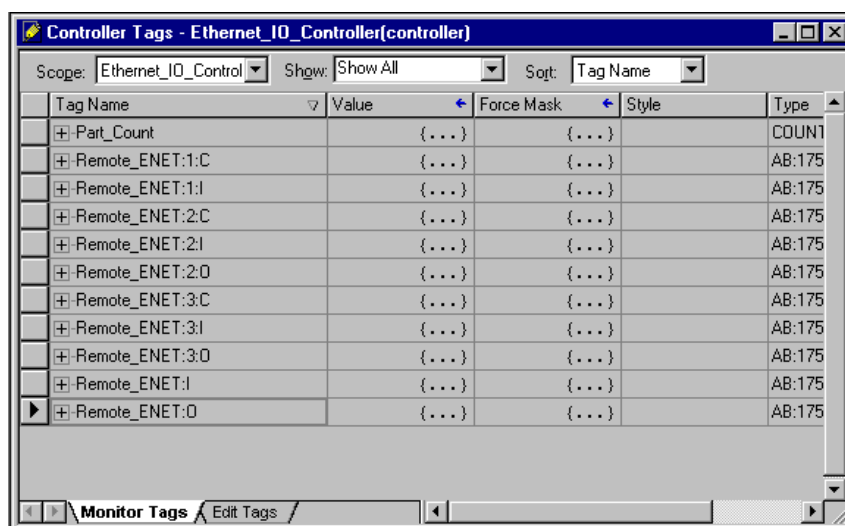 Controller Tags - Ethernet_IO_Controller(controller)
Scope: Ethernet_IO_Control Show: Show All Sort: Tag Name
Tag Name Value Force Mask Style Type
Part_Count {...} {...} COUNT
Remote_ENET:1:C {...} {...} AB:175
Remote_ENET:1:I {...} {...} AB:175
Remote_ENET:2:C {...} {...} AB:175
Remote_ENET:2:I {...} {...} AB:175
Remote_ENET:2:O {...} {...} AB:175
Remote_ENET:3:C {...} {...} AB:175
Remote_ENET:3:I {...} {...} AB:175
Remote_ENET:3:O {...} {...} AB:175
Remote_ENET:I {...} {...} AB:175
Remote_ENET:O {...} {...} AB:175
Monitor Tags Edit Tags